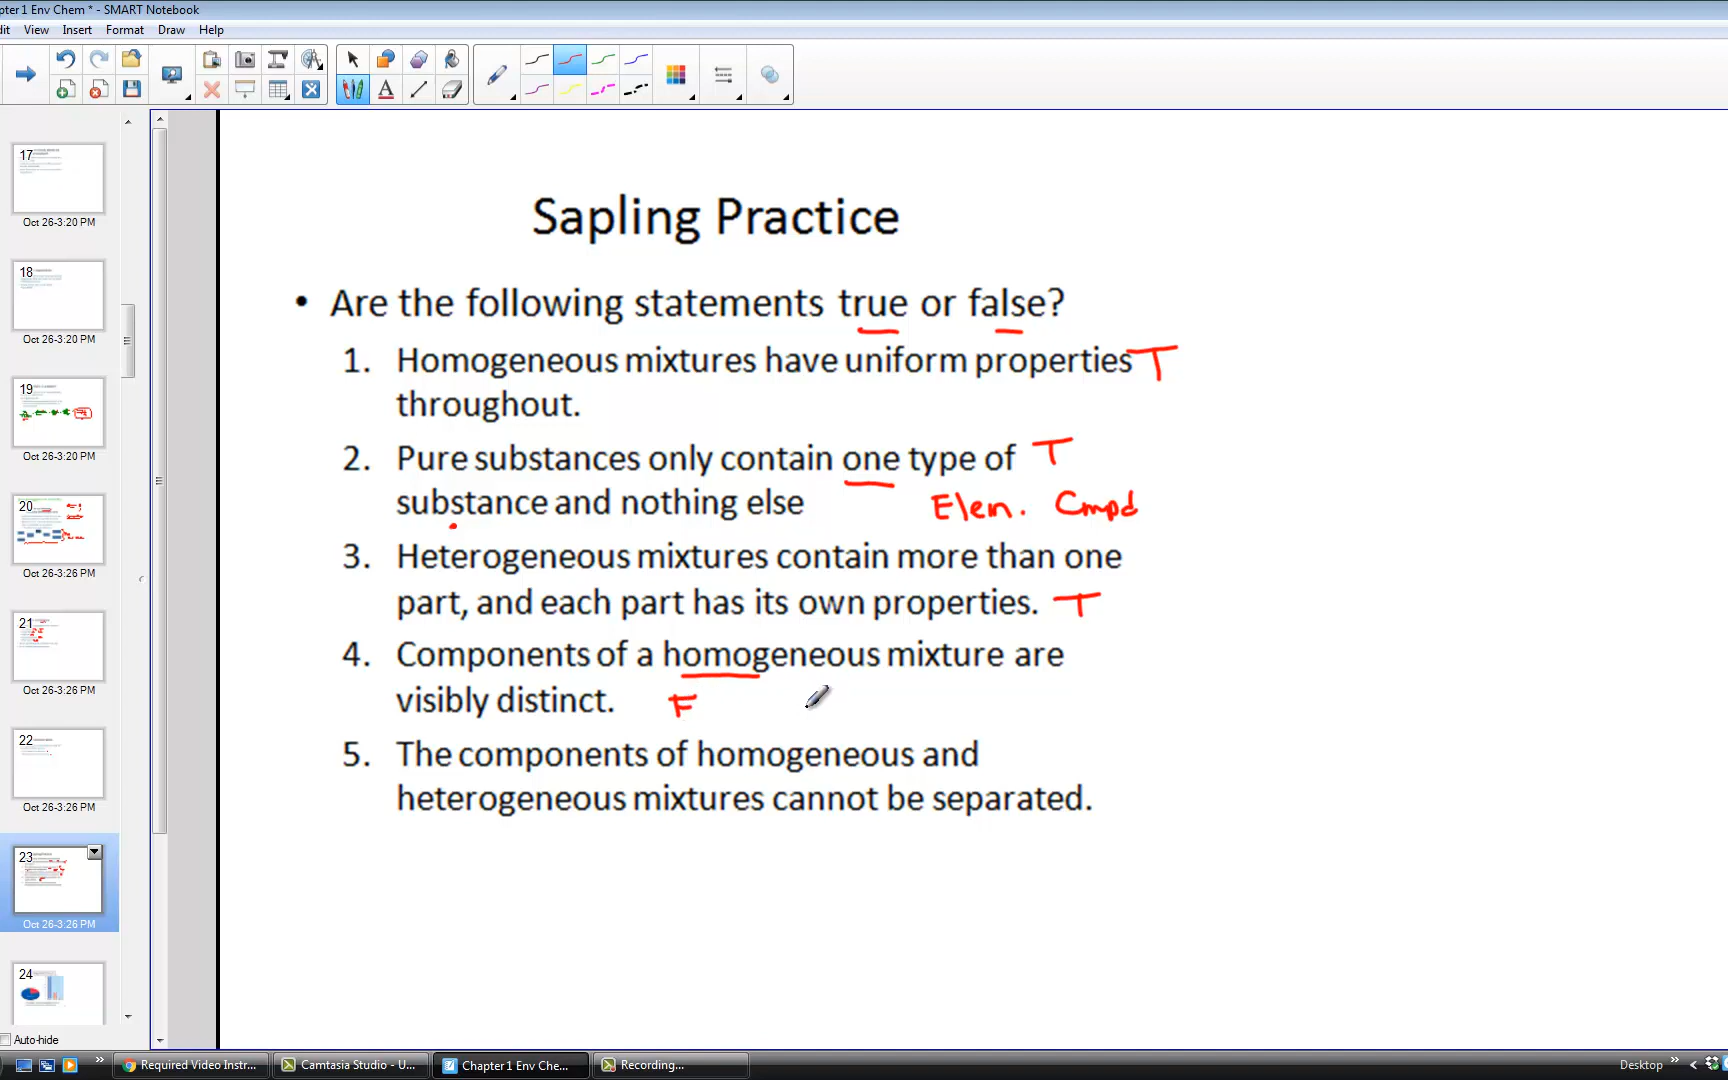 pter 1 Env Chem * - SMART Notebook
dit View Insert Format Draw Help
17
Oct 26-3:20 PM
18
Oct 26-3:20 PM
19
Oct 26-3:20 PM
20
Oct 26-3:26 PM
21
Oct 26-3:26 PM
22
Oct 26-3:26 PM
23
Oct 26-3:26 PM
24
Auto-hide
Sapling Practice
• Are the following statements true or false?
1. Homogeneous mixtures have uniform properties T
throughout.
2. Pure substances only contain one type of T
substance and nothing else Elem. Cmpd
3. Heterogeneous mixtures contain more than one
part, and each part has its own properties. T
4. Components of a homogeneous mixture are
visibly distinct. F
5. The components of homogeneous and
heterogeneous mixtures cannot be separated.
Required Video Instr... Camtasia Studio - U... Chapter 1 Env Che... Recording... Desktop